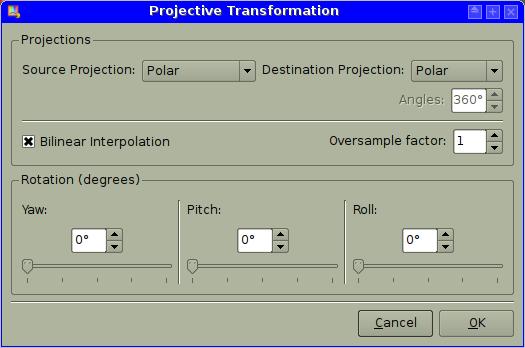 Projective Transformation
Projections
Source Projection: Polar Destination Projection: Polar
Angles: 360°
Bilinear Interpolation Oversample factor: 1
Rotation (degrees)
Yaw: Pitch: Roll:
0° 0° 0°
Cancel OK